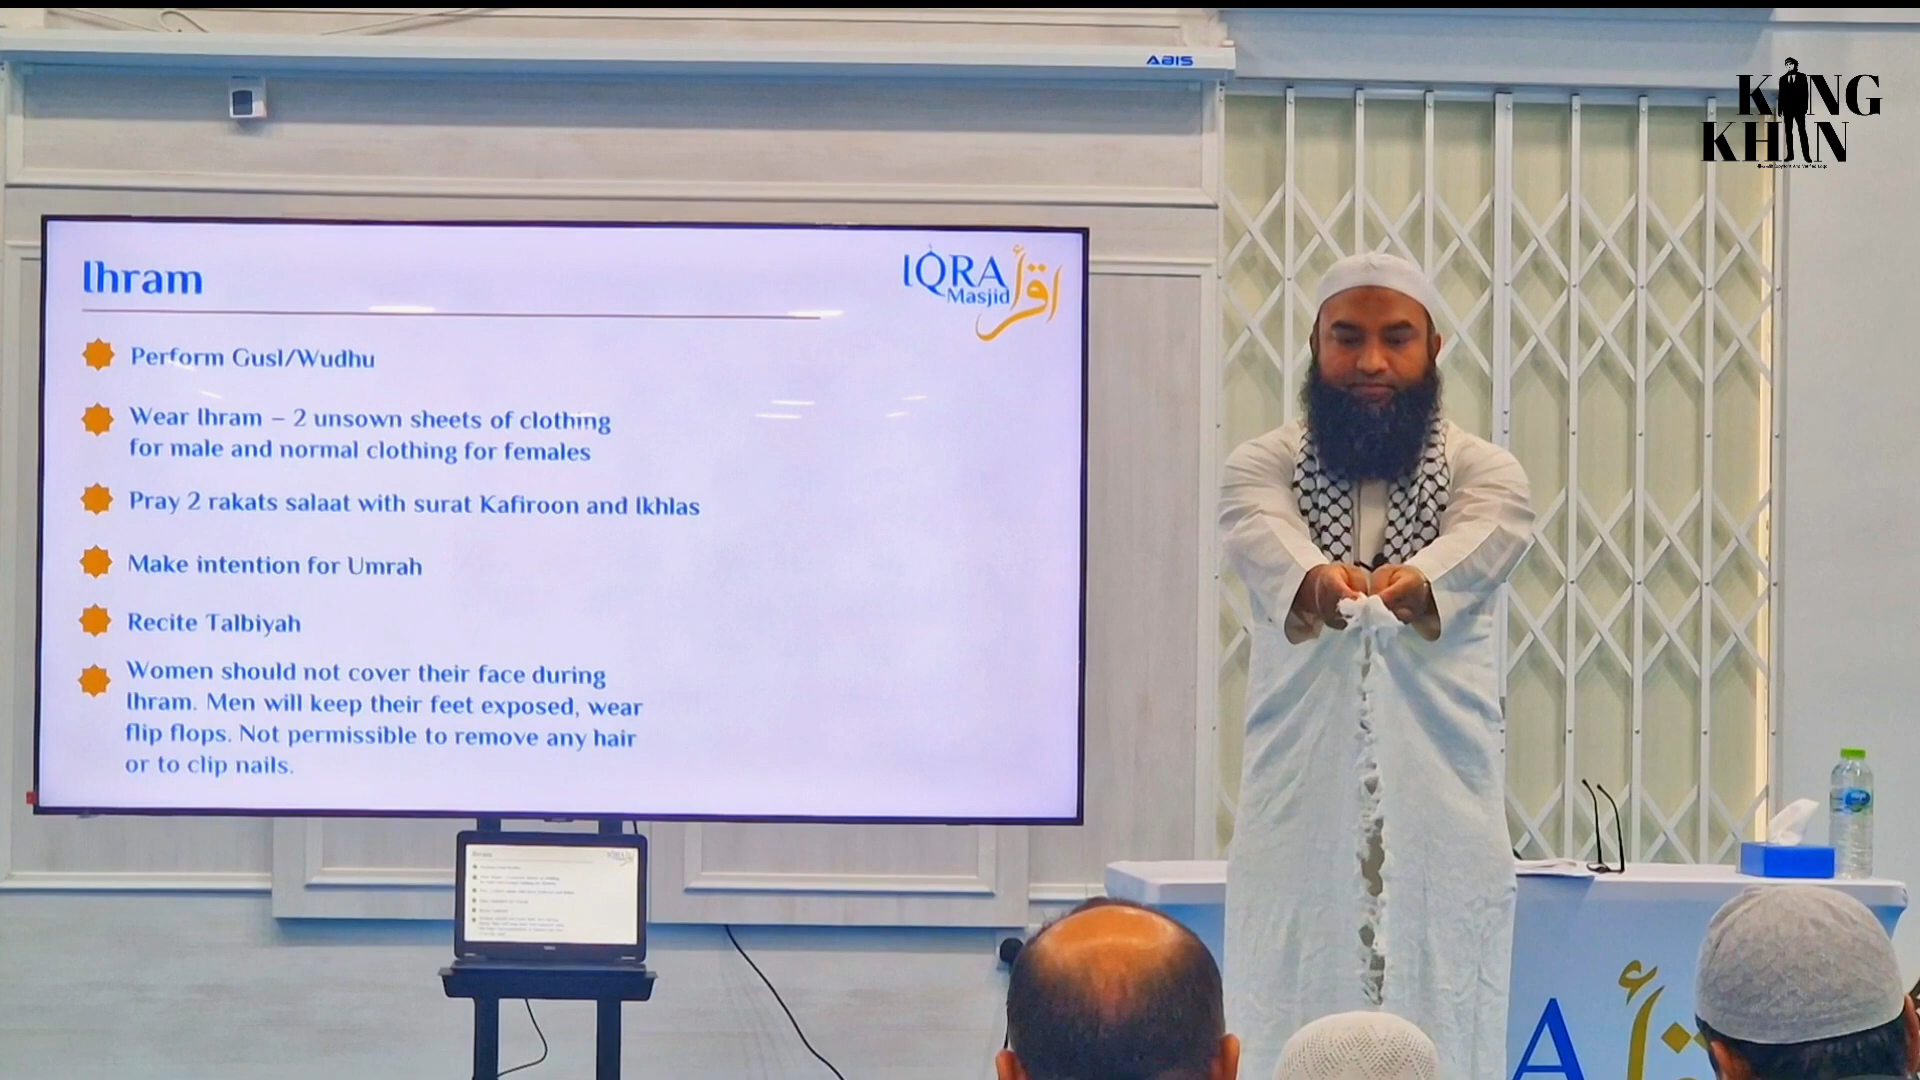 ABIS
KING
KHAN
Ihram
IQRA
Masjid
اقرأ
Perform Gusl/Wudhu
Wear Ihram – 2 unsown sheets of clothing
for male and normal clothing for females
Pray 2 rakats salaat with surat Kafiroon and Ikhlas
Make intention for Umrah
Recite Talbiyah
Women should not cover their face during
Ihram. Men will keep their feet exposed, wear
flip flops. Not permissible to remove any hair
or to clip nails.
A